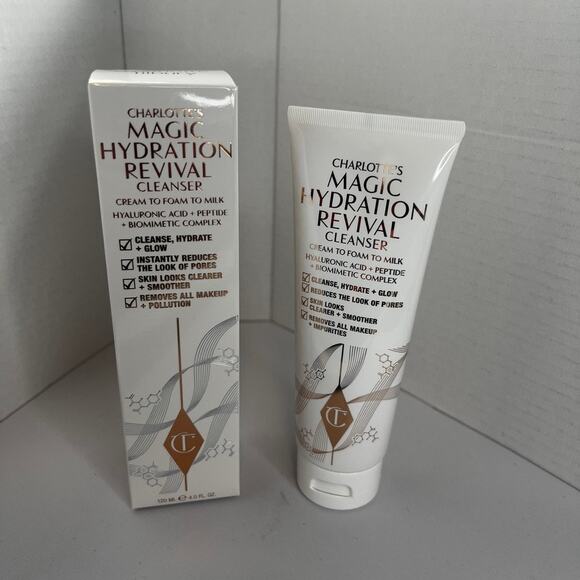 CHARLOTTE'S
MAGIC
HYDRATION
REVIVAL
CLEANSER
CREAM TO FOAM TO MILK
HYALURONIC ACID + PEPTIDE
+ BIOMIMETIC COMPLEX
CLEANSE, HYDRATE
+ GLOW
INSTANTLY REDUCES
THE LOOK OF PORES
SKIN LOOKS CLEARER
+ SMOOTHER
REMOVES ALL MAKEUP
+ POLLUTION
CT
120 ML ℮ 4.0 FL. OZ.
CHARLOTTE'S
MAGIC
HYDRATION
REVIVAL
CLEANSER
CREAM TO FOAM TO MILK
HYALURONIC ACID + PEPTIDE
+ BIOMIMETIC COMPLEX
CLEANSE, HYDRATE + GLOW
REDUCES THE LOOK OF PORES
SKIN LOOKS
CLEARER + SMOOTHER
REMOVES ALL MAKEUP
+ IMPURITIES
CT